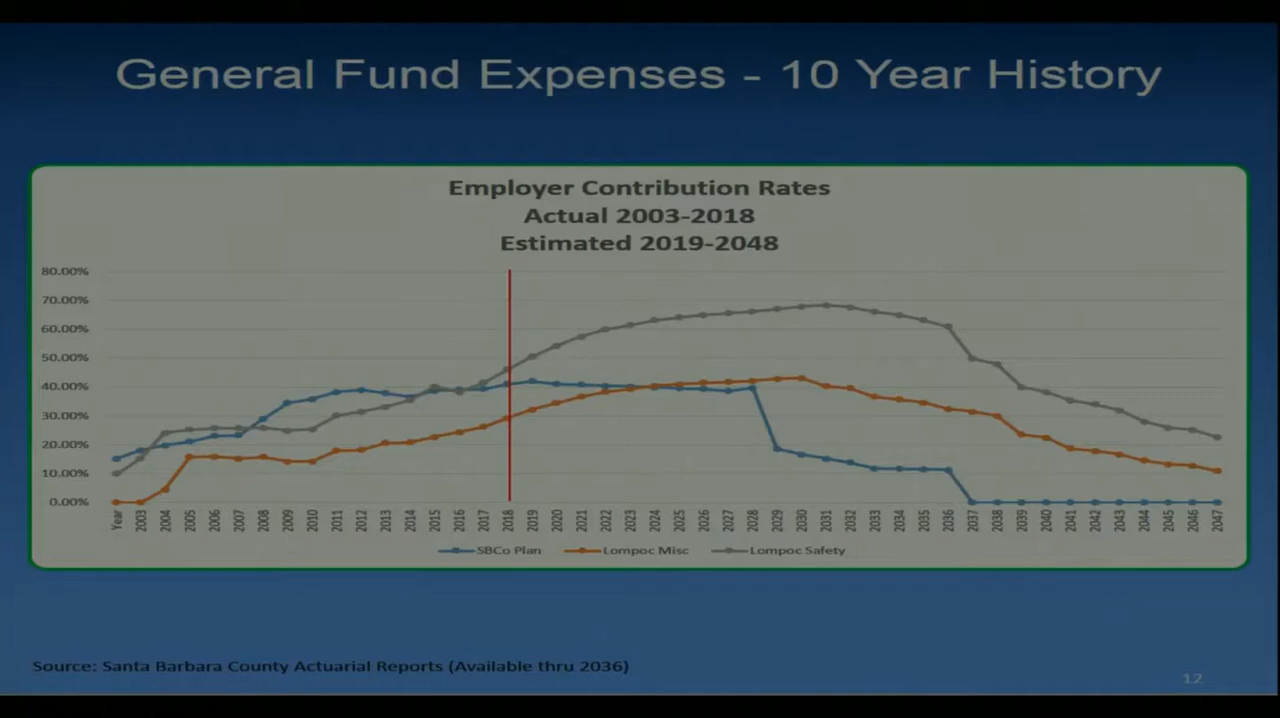 General Fund Expenses - 10 Year History
Employer Contribution Rates
Actual 2003-2018
Estimated 2019-2048
80.00%
70.00%
60.00%
50.00%
40.00%
30.00%
20.00%
10.00%
0.00%
Year 2003 2004 2005 2006 2007 2008 2009 2010 2011 2012 2013 2014 2015 2016 2017 2018 2019 2020 2021 2022 2023 2024 2025 2026 2027 2028 2029 2030 2031 2032 2033 2034 2035 2036 2037 2038 2039 2040 2041 2042 2043 2044 2045 2046 2047
SBCo Plan Lompoc Misc Lompoc Safety
Source: Santa Barbara County Actuarial Reports (Available thru 2036)
12